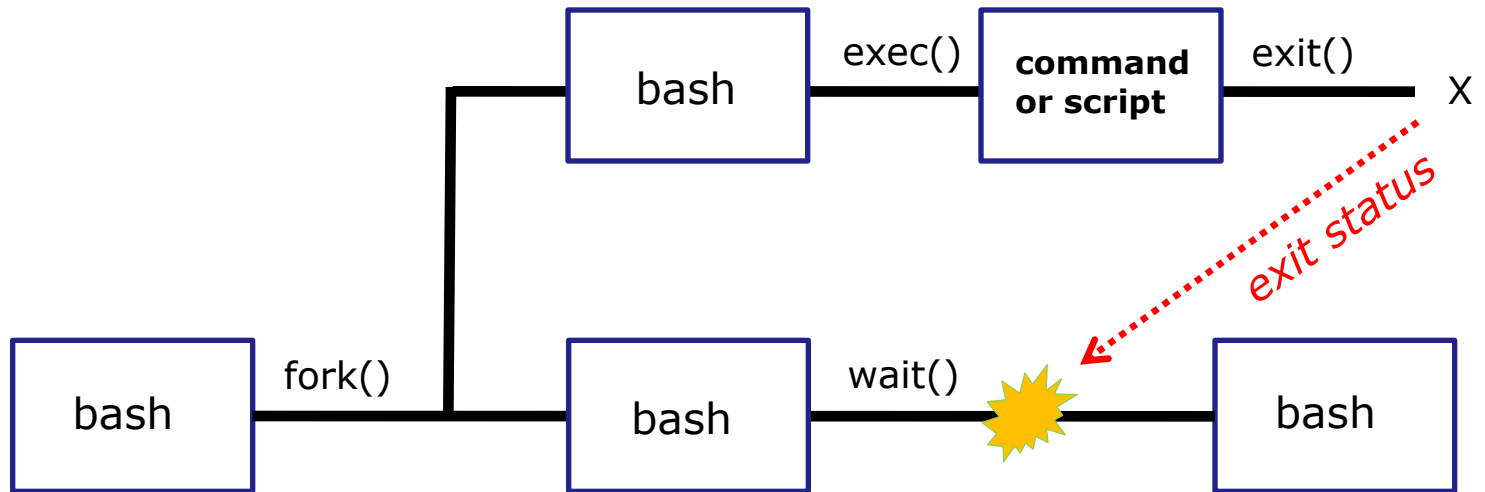 bash
exec()
command
or script
exit()
X
exit status
bash
fork()
bash
wait()
bash